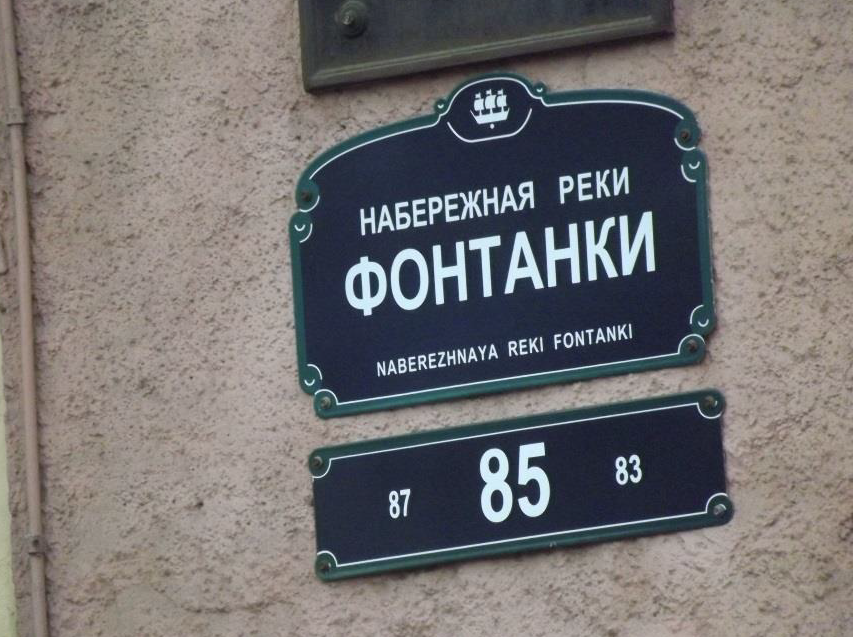 НАБЕРЕЖНАЯ РЕКИ
ФОНТАНКИ
NABEREZHNAYA REKI FONTANKI
87 85 83